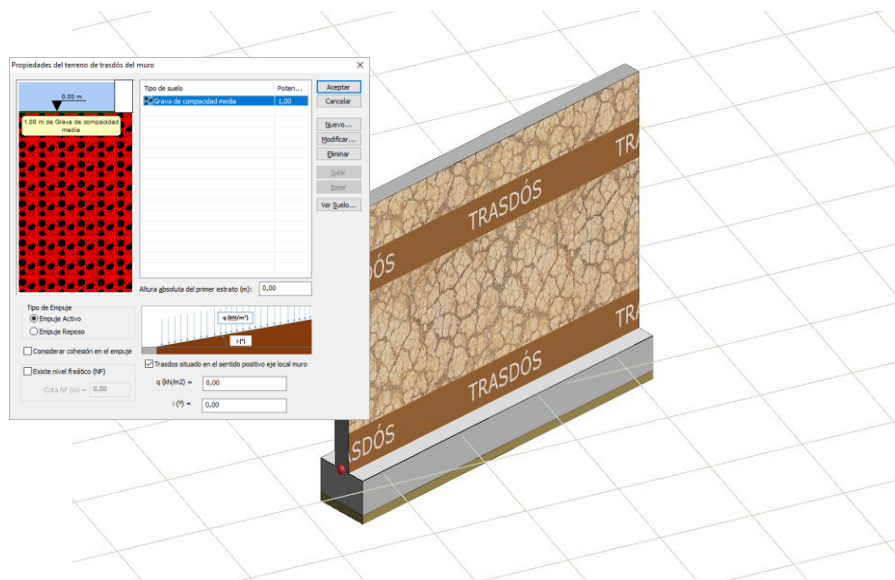 Propiedades del terreno de trasdós del muro
0.00 m
1,00 m de Grava de compacidad
media
Tipo de suelo
Poten...
Grava de compacidad media
1,00
Aceptar
Cancelar
Nuevo...
Modificar...
Eliminar
Subir
Bajar
Ver Suelo...
Altura absoluta del primer estrato (m):
0,00
Tipo de Empuje
Empuje Activo
Empuje Reposo
Considerar cohesión en el empuje
Existe nivel freático (NF)
Cota NF (m) =
0,00
q (kN/m²)
i (°)
Trasdos situado en el sentido positivo eje local muro
q (kN/m2) =
0,00
i (º) =
0,00
TRA
TRASDÓS
DÓS
TRA
TRASDÓS
SDÓS